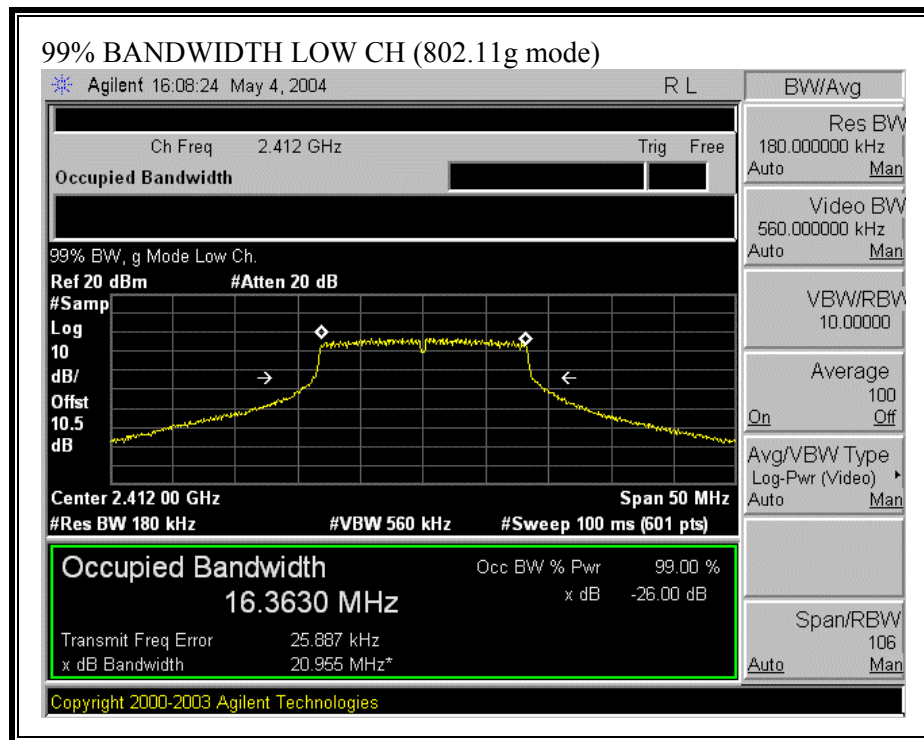 99% BANDWIDTH LOW CH (802.11g mode)
Agilent 16:08:24 May 4, 2004 R L
Ch Freq 2.412 GHz Trig Free
Occupied Bandwidth
99% BW, g Mode Low Ch.
Ref 20 dBm #Atten 20 dB
#Samp
Log
10
dB/
Offst
10.5
dB
Center 2.412 00 GHz Span 50 MHz
#Res BW 180 kHz #VBW 560 kHz #Sweep 100 ms (601 pts)
Occupied Bandwidth Occ BW % Pwr 99.00 %
16.3630 MHz x dB -26.00 dB
Transmit Freq Error 25.887 kHz
x dB Bandwidth 20.955 MHz*
Copyright 2000-2003 Agilent Technologies
BW/Avg
Res BW
180.000000 kHz
Auto Man
Video BW
560.000000 kHz
Auto Man
VBW/RBW
10.00000
Average
100
On Off
Avg/VBW Type
Log-Pwr (Video)
Auto Man
Span/RBW
106
Auto Man